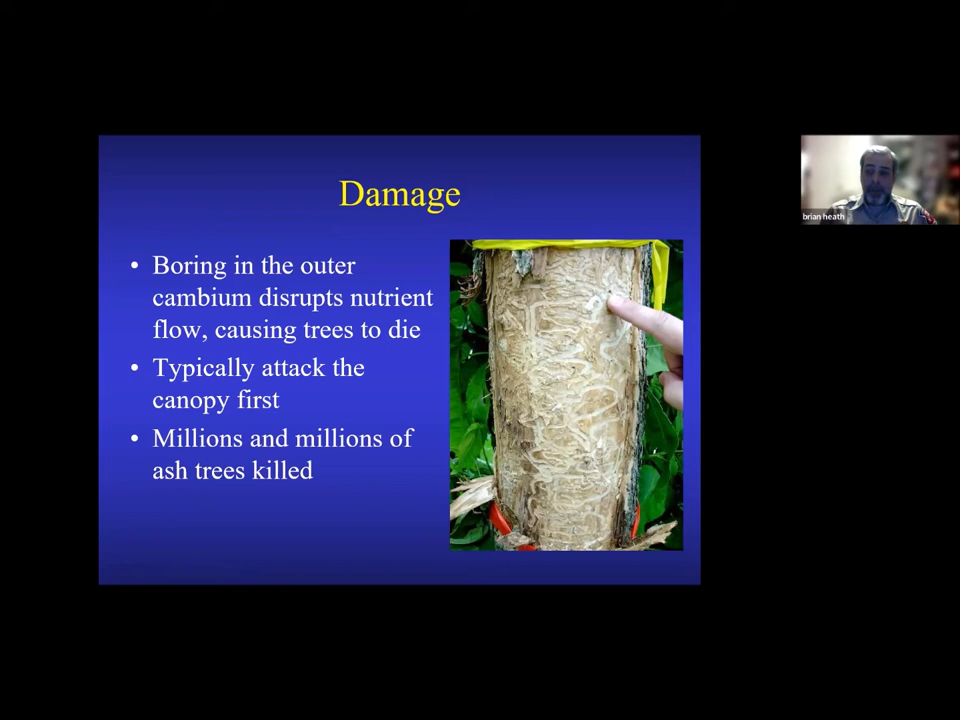 Damage
• Boring in the outer
cambium disrupts nutrient
flow, causing trees to die
• Typically attack the
canopy first
• Millions and millions of
ash trees killed
brian heath